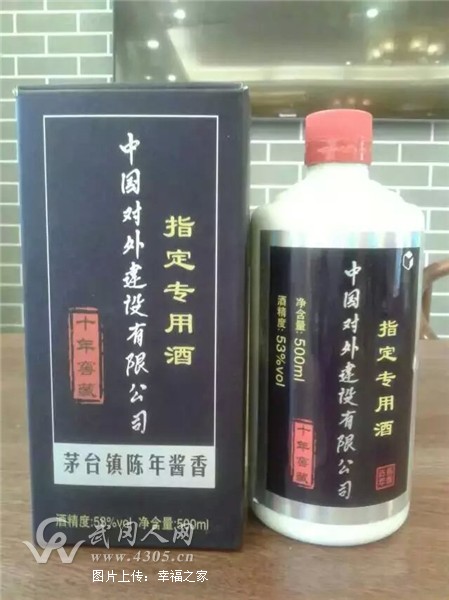 中国对外建设有限公司
指定专用酒
十年窖藏
茅台镇陈年酱香
酒精度:53%vol 净含量:500ml
中国对外建设有限公司
指定专用酒
净含量: 500ml
酒精度: 53%vol
十年窖藏
武冈人网
www.4305.cn
图片上传：幸福之家